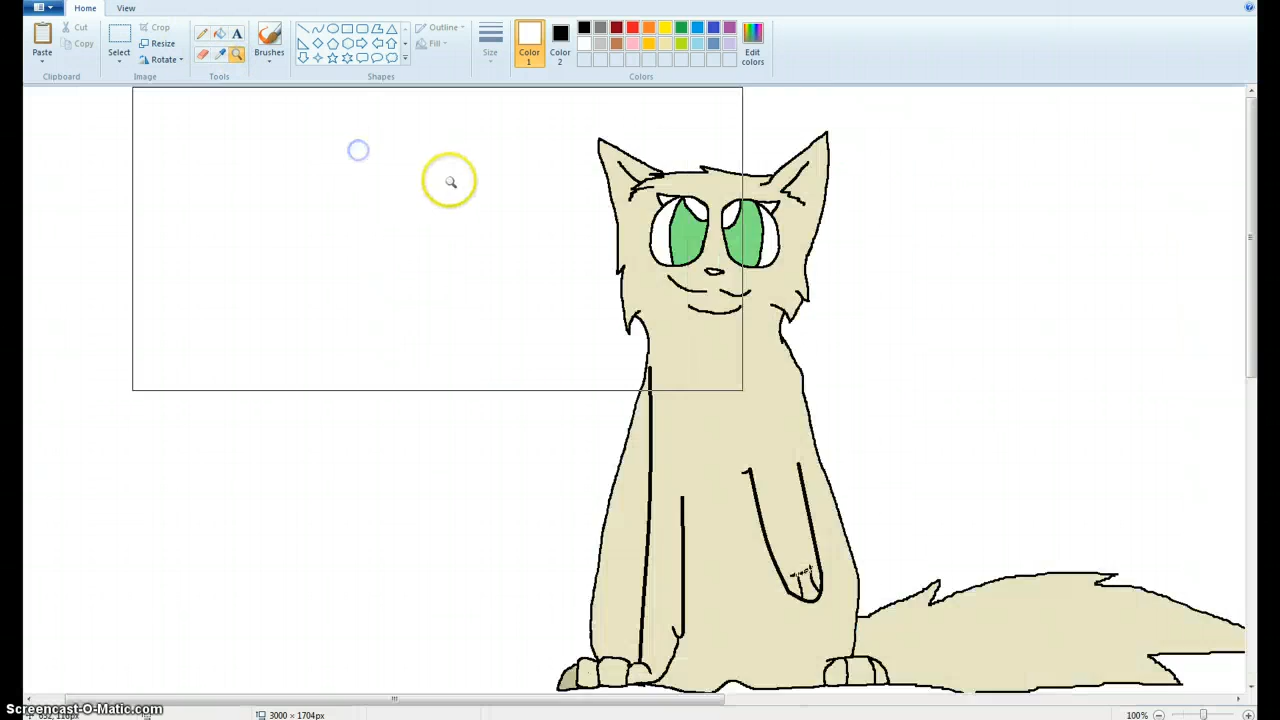 Home View
Paste
Cut
Copy
Clipboard
Select
Crop
Resize
Rotate
Image
A
Tools
Brushes
Outline
Fill
Shapes
Size
Color 1
Color 2
Edit colors
Colors
Screencast-O-Matic.com
3000 × 1704px
100%